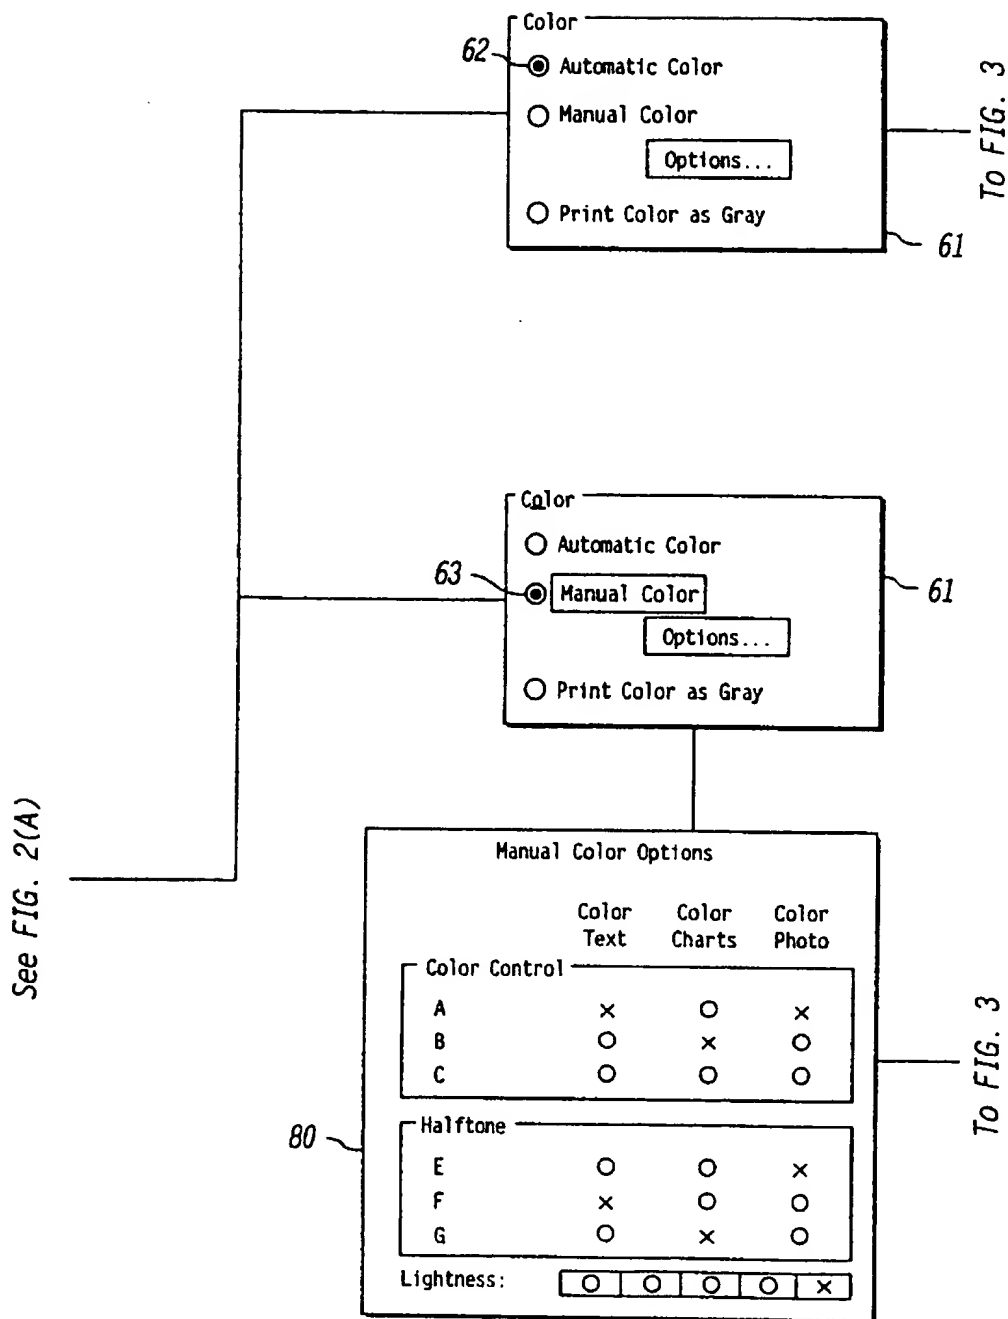 Color
62
Automatic Color
Manual Color
Options...
Print Color as Gray
61
To FIG. 3
Color
Automatic Color
63
Manual Color
61
Options...
Print Color as Gray
See FIG. 2(A)
Manual Color Options
Color Color Color
Text Charts Photo
Color Control
A × O ×
B O × O
C O O O
To FIG. 3
80
Halftone
E O O ×
F × O O
G O × O
Lightness: O O O O ×